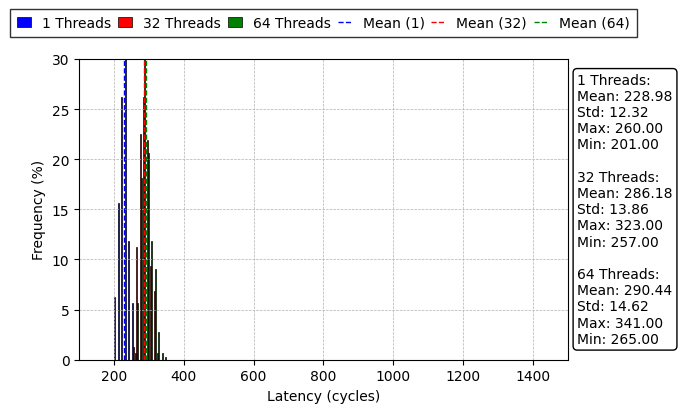 1 Threads 32 Threads 64 Threads Mean (1) Mean (32) Mean (64)
30
25
20
15
10
5
0
Frequency (%)
200 400 600 800 1000 1200 1400
Latency (cycles)
1 Threads:
Mean: 228.98
Std: 12.32
Max: 260.00
Min: 201.00
32 Threads:
Mean: 286.18
Std: 13.86
Max: 323.00
Min: 257.00
64 Threads:
Mean: 290.44
Std: 14.62
Max: 341.00
Min: 265.00